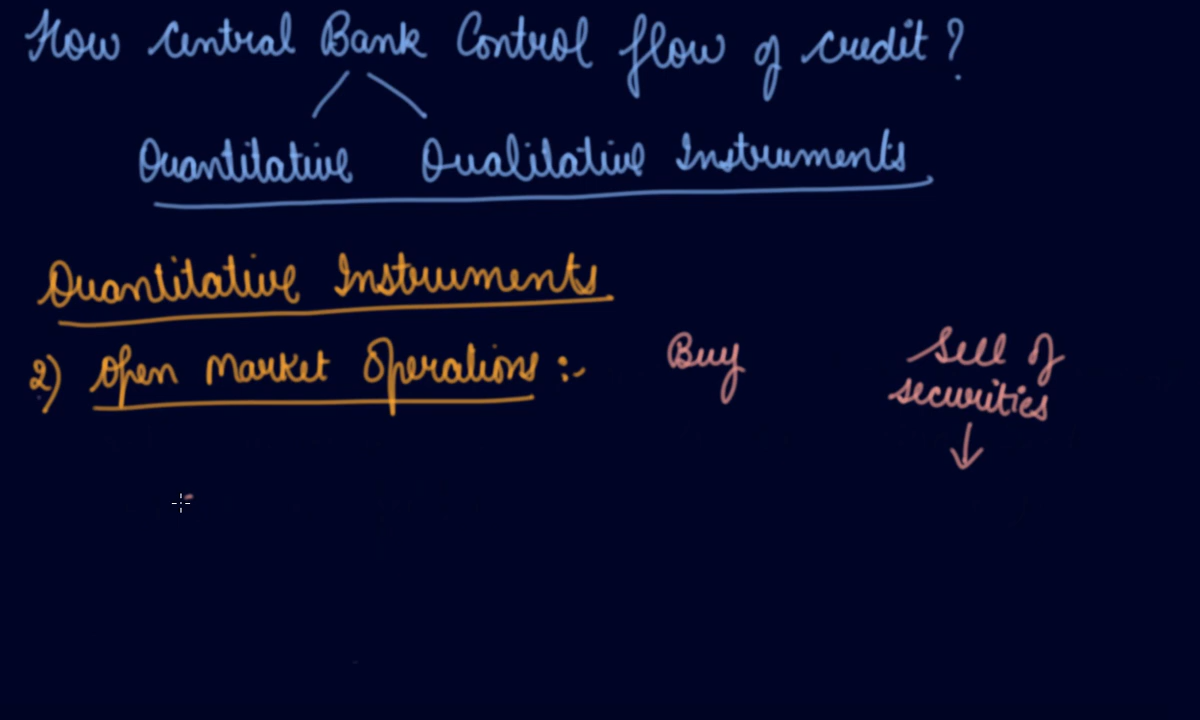 How Central Bank Control flow of credit?
Quantitative Qualitative Instruments
Quantitative Instruments
2) Open Market Operations :-
Buy
Sell of
securities